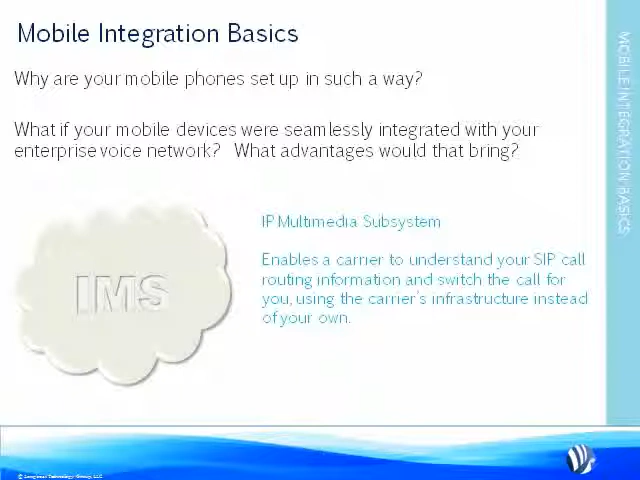 Mobile Integration Basics
Why are your mobile phones set up in such a way?
What if your mobile devices were seamlessly integrated with your
enterprise voice network? What advantages would that bring?
IP Multimedia Subsystem
Enables a carrier to understand your SIP call
routing information and switch the call for
you, using the carrier's infrastructure instead
of your own.
IMS
MOBILE INTEGRATION BASICS
© Technology Group, LLC